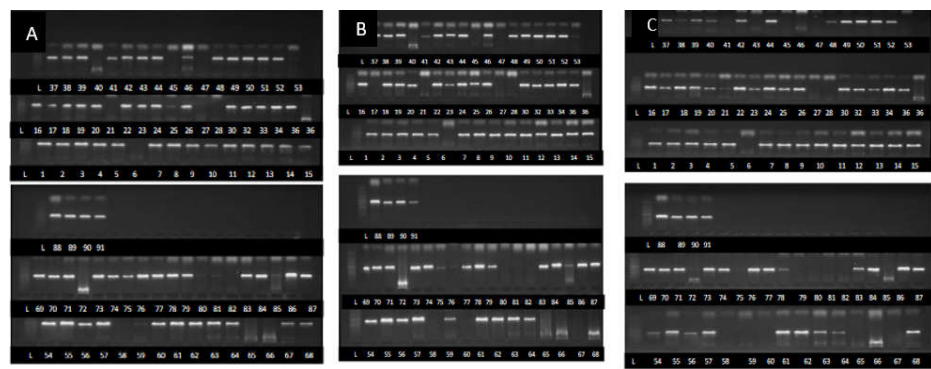 A
L 37 38 39 40 41 42 43 44 45 46 47 48 49 50 51 52 53
L 16 17 18 19 20 21 22 23 24 25 26 27 28 30 31 32 33 34 36 36
L 1 2 3 4 5 6 7 8 9 10 11 12 13 14 15
L 88 89 90 91
L 69 70 71 72 73 74 75 76 77 78 79 80 81 82 83 84 85 86 87
L 54 55 56 57 58 59 60 61 62 63 64 65 66 67 68
B
L 37 38 39 40 41 42 43 44 45 46 47 48 49 50 51 52 53
L 16 17 18 19 20 21 22 23 24 25 26 27 28 30 31 32 33 34 36 36
L 1 2 3 4 5 6 7 8 9 10 11 12 13 14 15
L 88 89 90 91
L 69 70 71 72 73 74 75 76 77 78 79 80 81 82 83 84 85 86 87
L 54 55 56 57 58 59 60 61 62 63 64 65 66 67 68
C
L 37 38 39 40 41 42 43 44 45 46 47 48 49 50 51 52 53
L 16 17 18 19 20 21 22 23 24 25 26 27 28 30 31 32 33 34 36 36
L 1 2 3 4 5 6 7 8 9 10 11 12 13 14 15
L 88 89 90 91
L 69 70 71 72 73 74 75 76 77 78 79 80 81 82 83 84 85 86 87
L 54 55 56 57 58 59 60 61 62 63 64 65 66 67 68